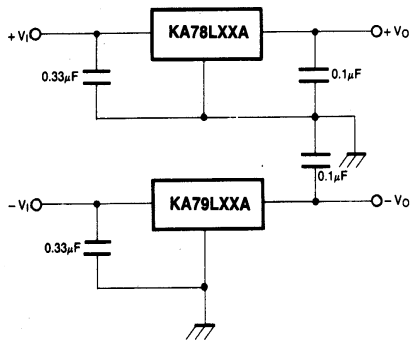 +VI KA78LXXA +VO
0.33μF 0.1μF
0.1μF
-VI KA79LXXA -VO
0.33μF